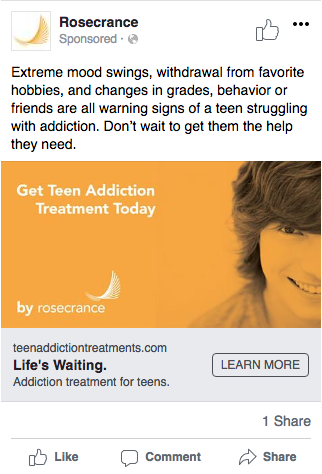 Rosecrance
Sponsored ·
Extreme mood swings, withdrawal from favorite
hobbies, and changes in grades, behavior or
friends are all warning signs of a teen struggling
with addiction. Don’t wait to get them the help
they need.
Get Teen Addiction
Treatment Today
by rosecrance
teenaddictiontreatments.com
Life's Waiting.
Addiction treatment for teens.
LEARN MORE
1 Share
Like
Comment
Share